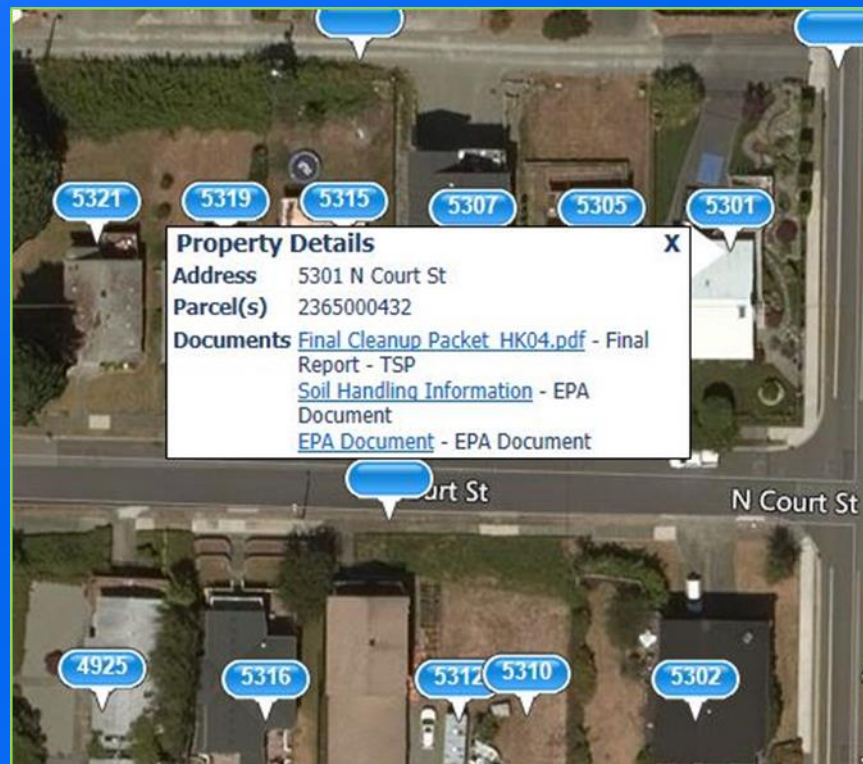 5321
5319
5315
5307
5305
5301
Property Details X
Address 5301 N Court St
Parcel(s) 2365000432
Documents Final Cleanup Packet_HK04.pdf - Final
Report - TSP
Soil Handling Information - EPA
Document
EPA Document - EPA Document
urt St
N Court St
4925
5316
5312
5310
5302